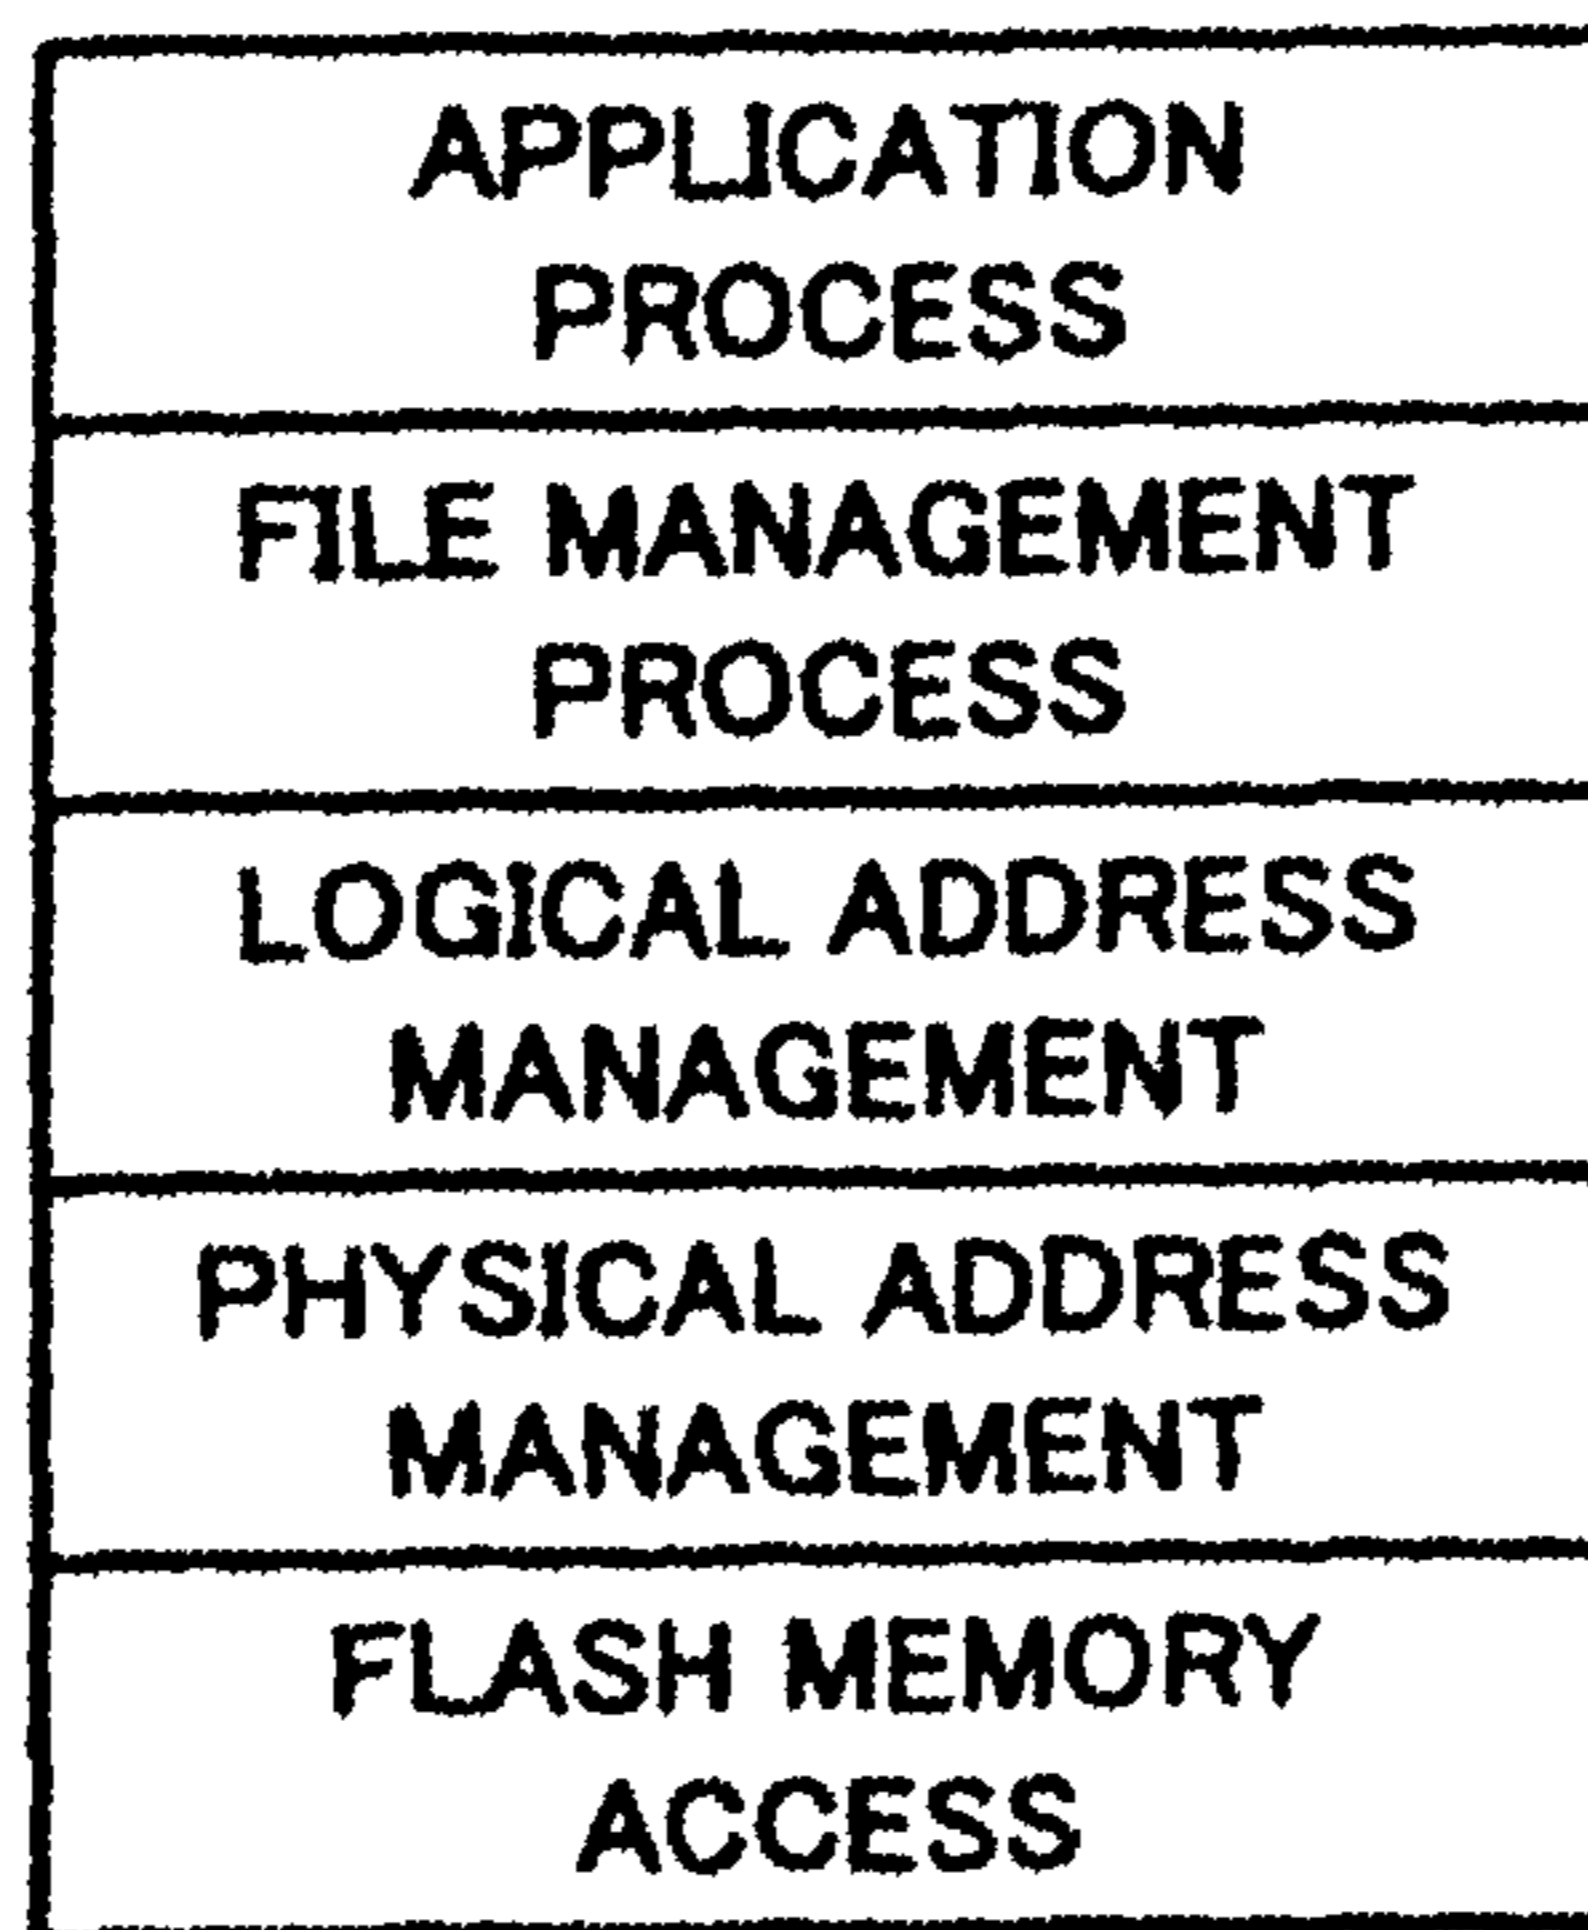 APPLICATION
PROCESS
FILE MANAGEMENT
PROCESS
LOGICAL ADDRESS
MANAGEMENT
PHYSICAL ADDRESS
MANAGEMENT
FLASH MEMORY
ACCESS